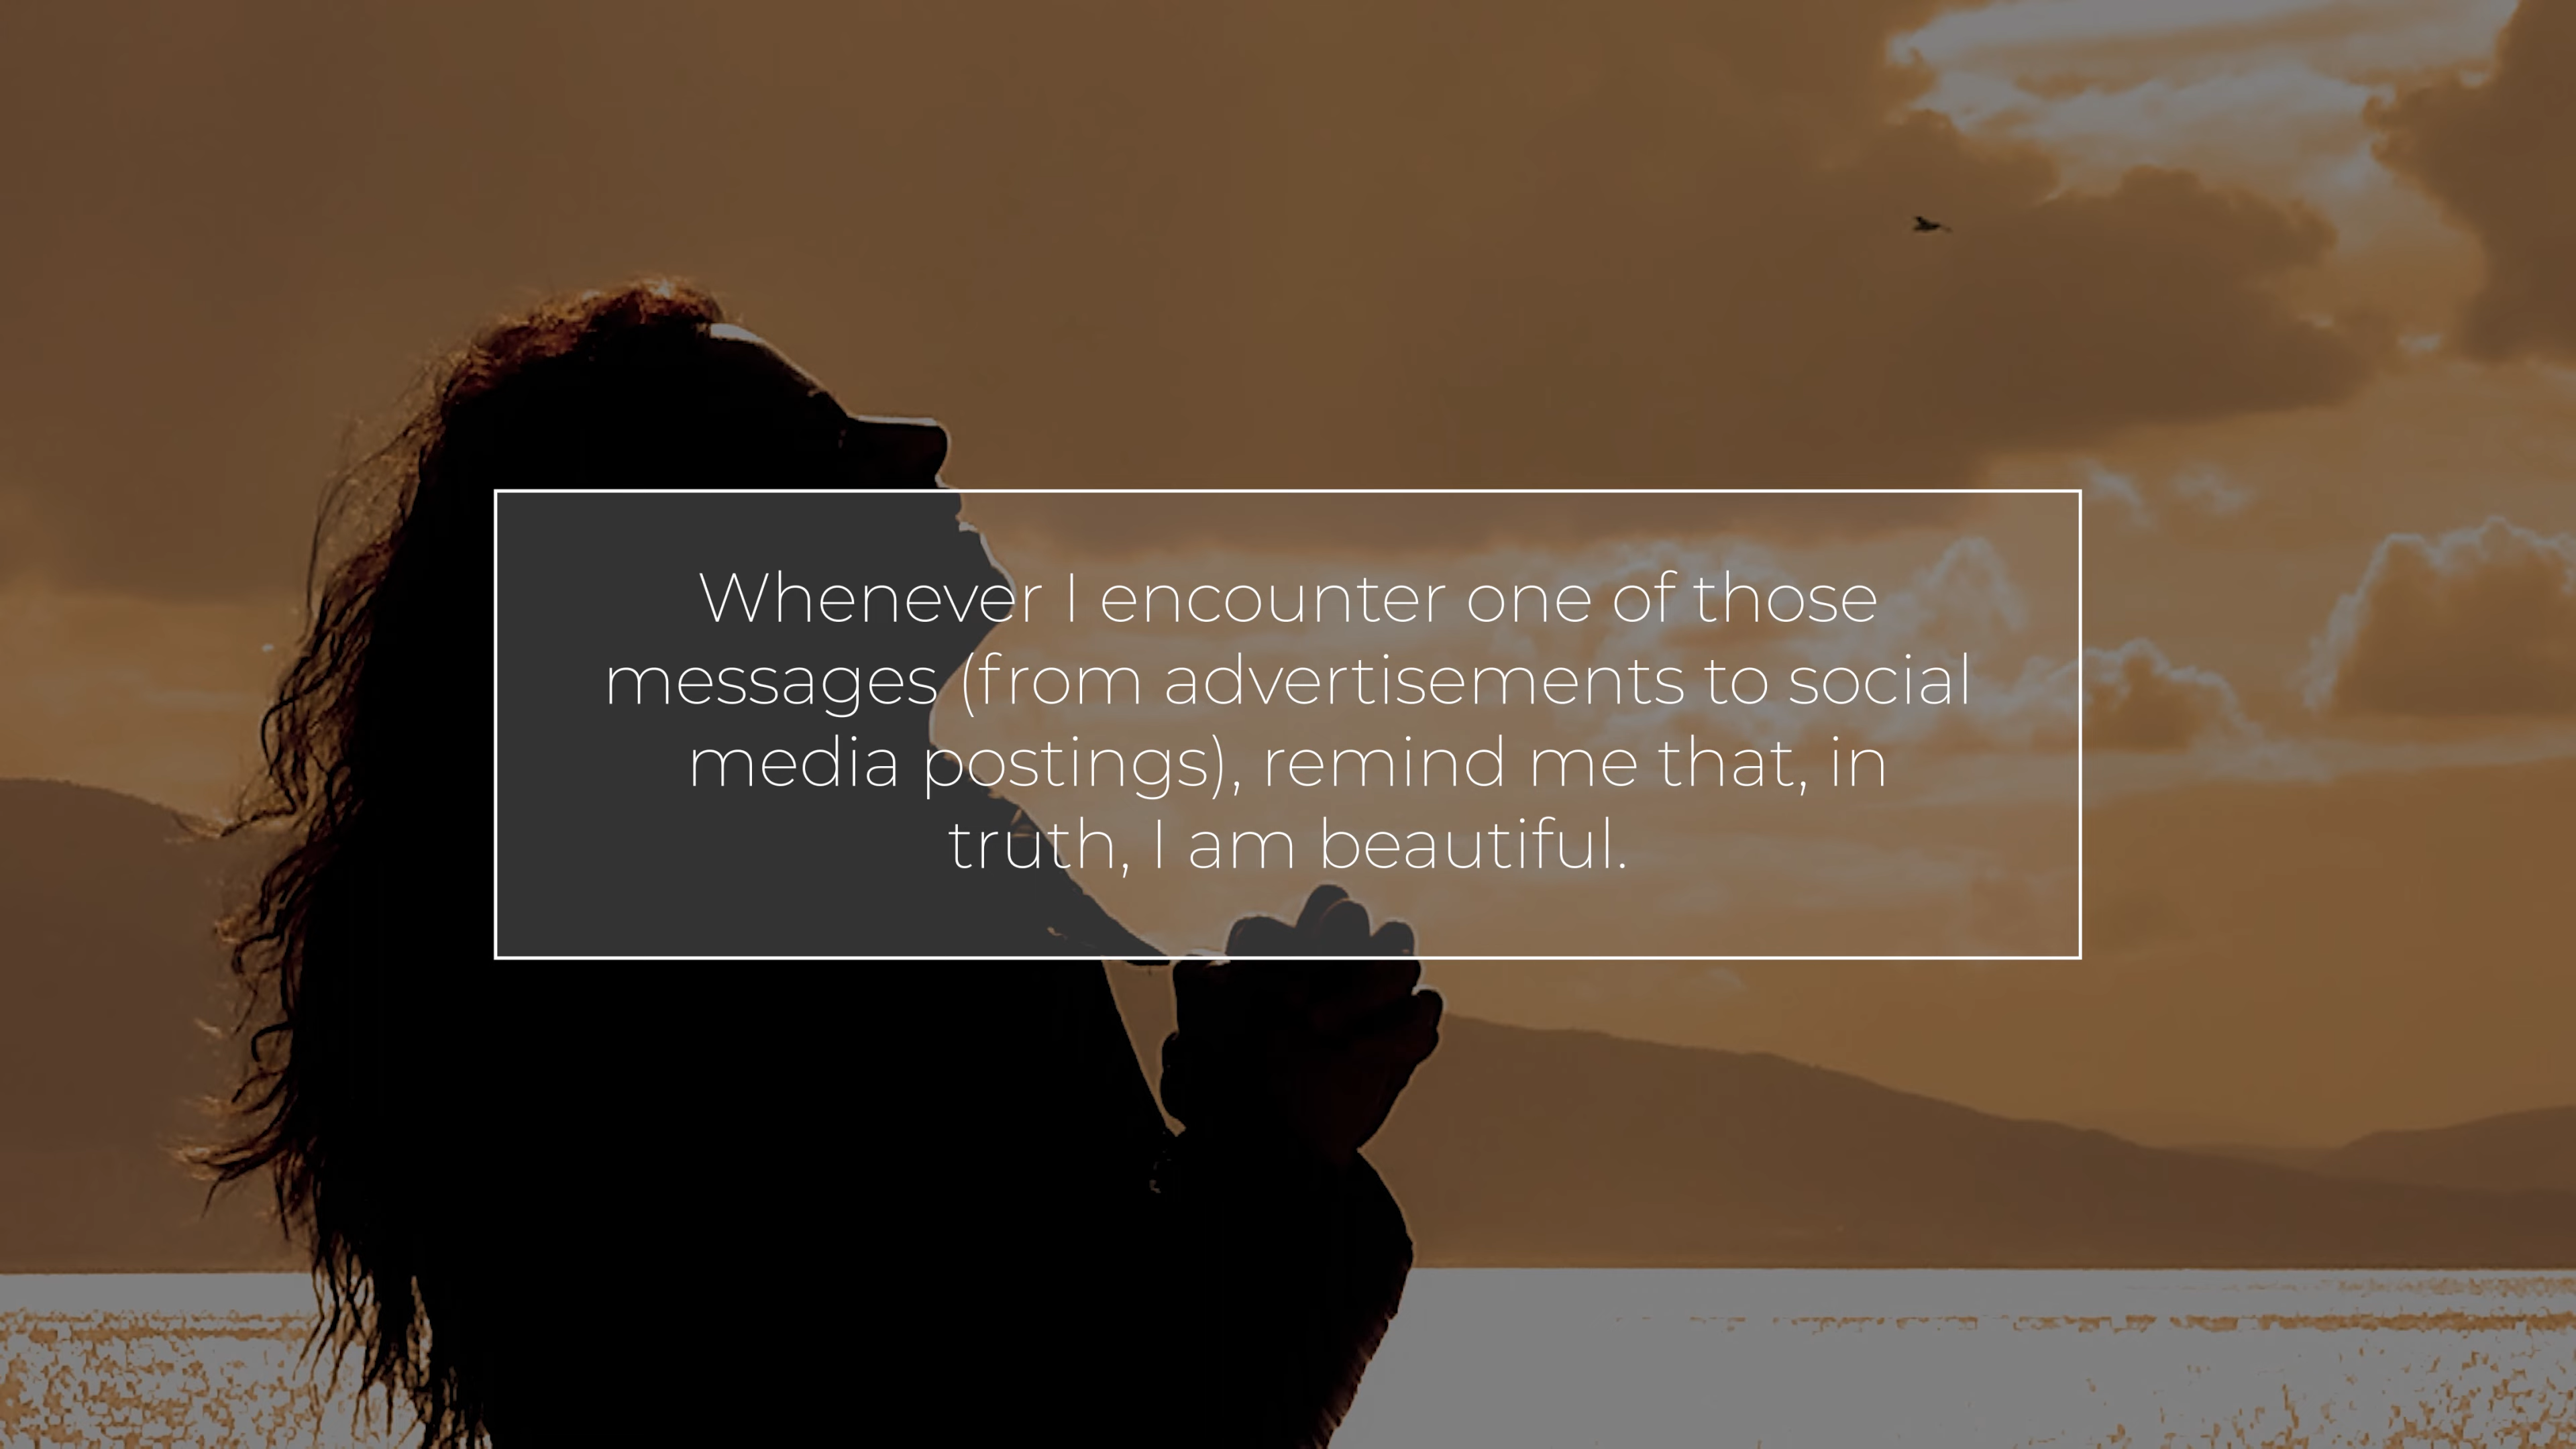 Whenever I encounter one of those
messages (from advertisements to social
media postings), remind me that, in
truth, I am beautiful.